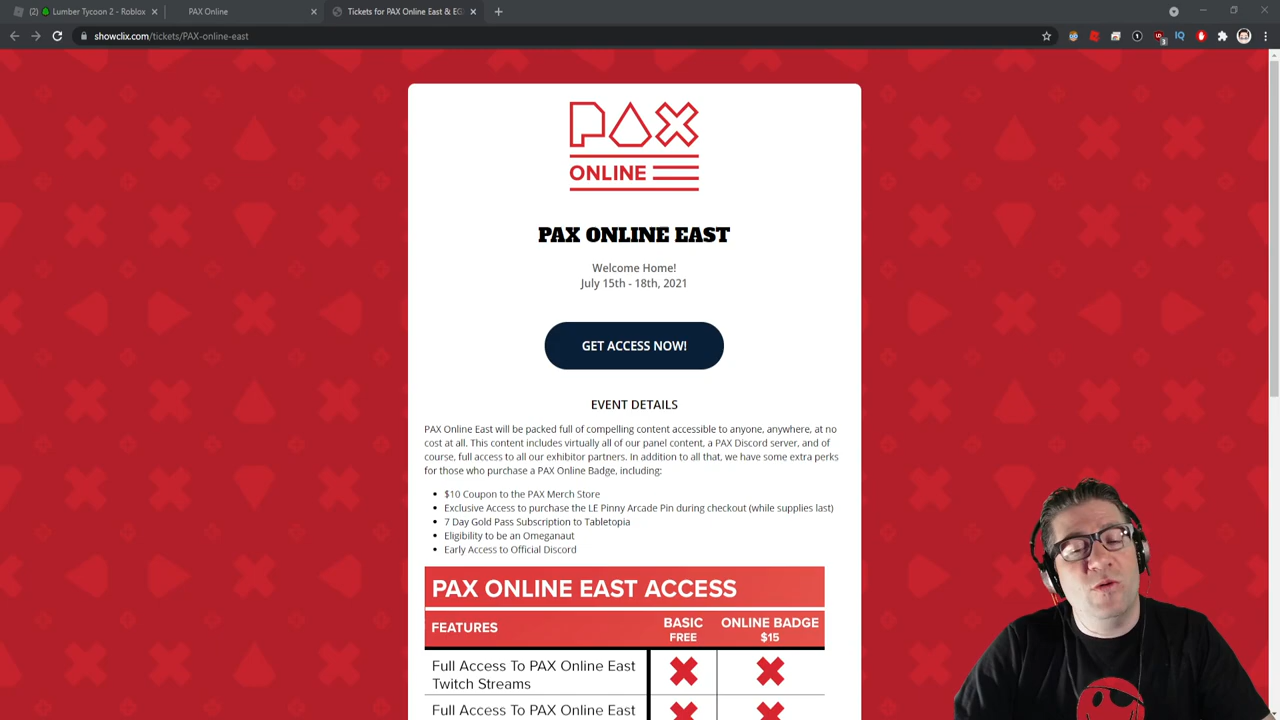 (2) Lumber Tycoon 2 - Roblox
PAX Online
Tickets for PAX Online East & EG
showclix.com/tickets/PAX-online-east
PAX
ONLINE
PAX ONLINE EAST
Welcome Home!
July 15th - 18th, 2021
GET ACCESS NOW!
EVENT DETAILS
PAX Online East will be packed full of compelling content accessible to anyone, anywhere, at no
cost at all. This content includes virtually all of our panel content, a PAX Discord server, and of
course, full access to all our exhibitor partners. In addition to all that, we have some extra perks
for those who purchase a PAX Online Badge, including:
• $10 Coupon to the PAX Merch Store
• Exclusive Access to purchase the LE Pinny Arcade Pin during checkout (while supplies last)
• 7 Day Gold Pass Subscription to Tabletopia
• Eligibility to be an Omeganaut
• Early Access to Official Discord
PAX ONLINE EAST ACCESS
FEATURES
BASIC
FREE
ONLINE BADGE
$15
Full Access To PAX Online East
Twitch Streams
Full Access To PAX Online East